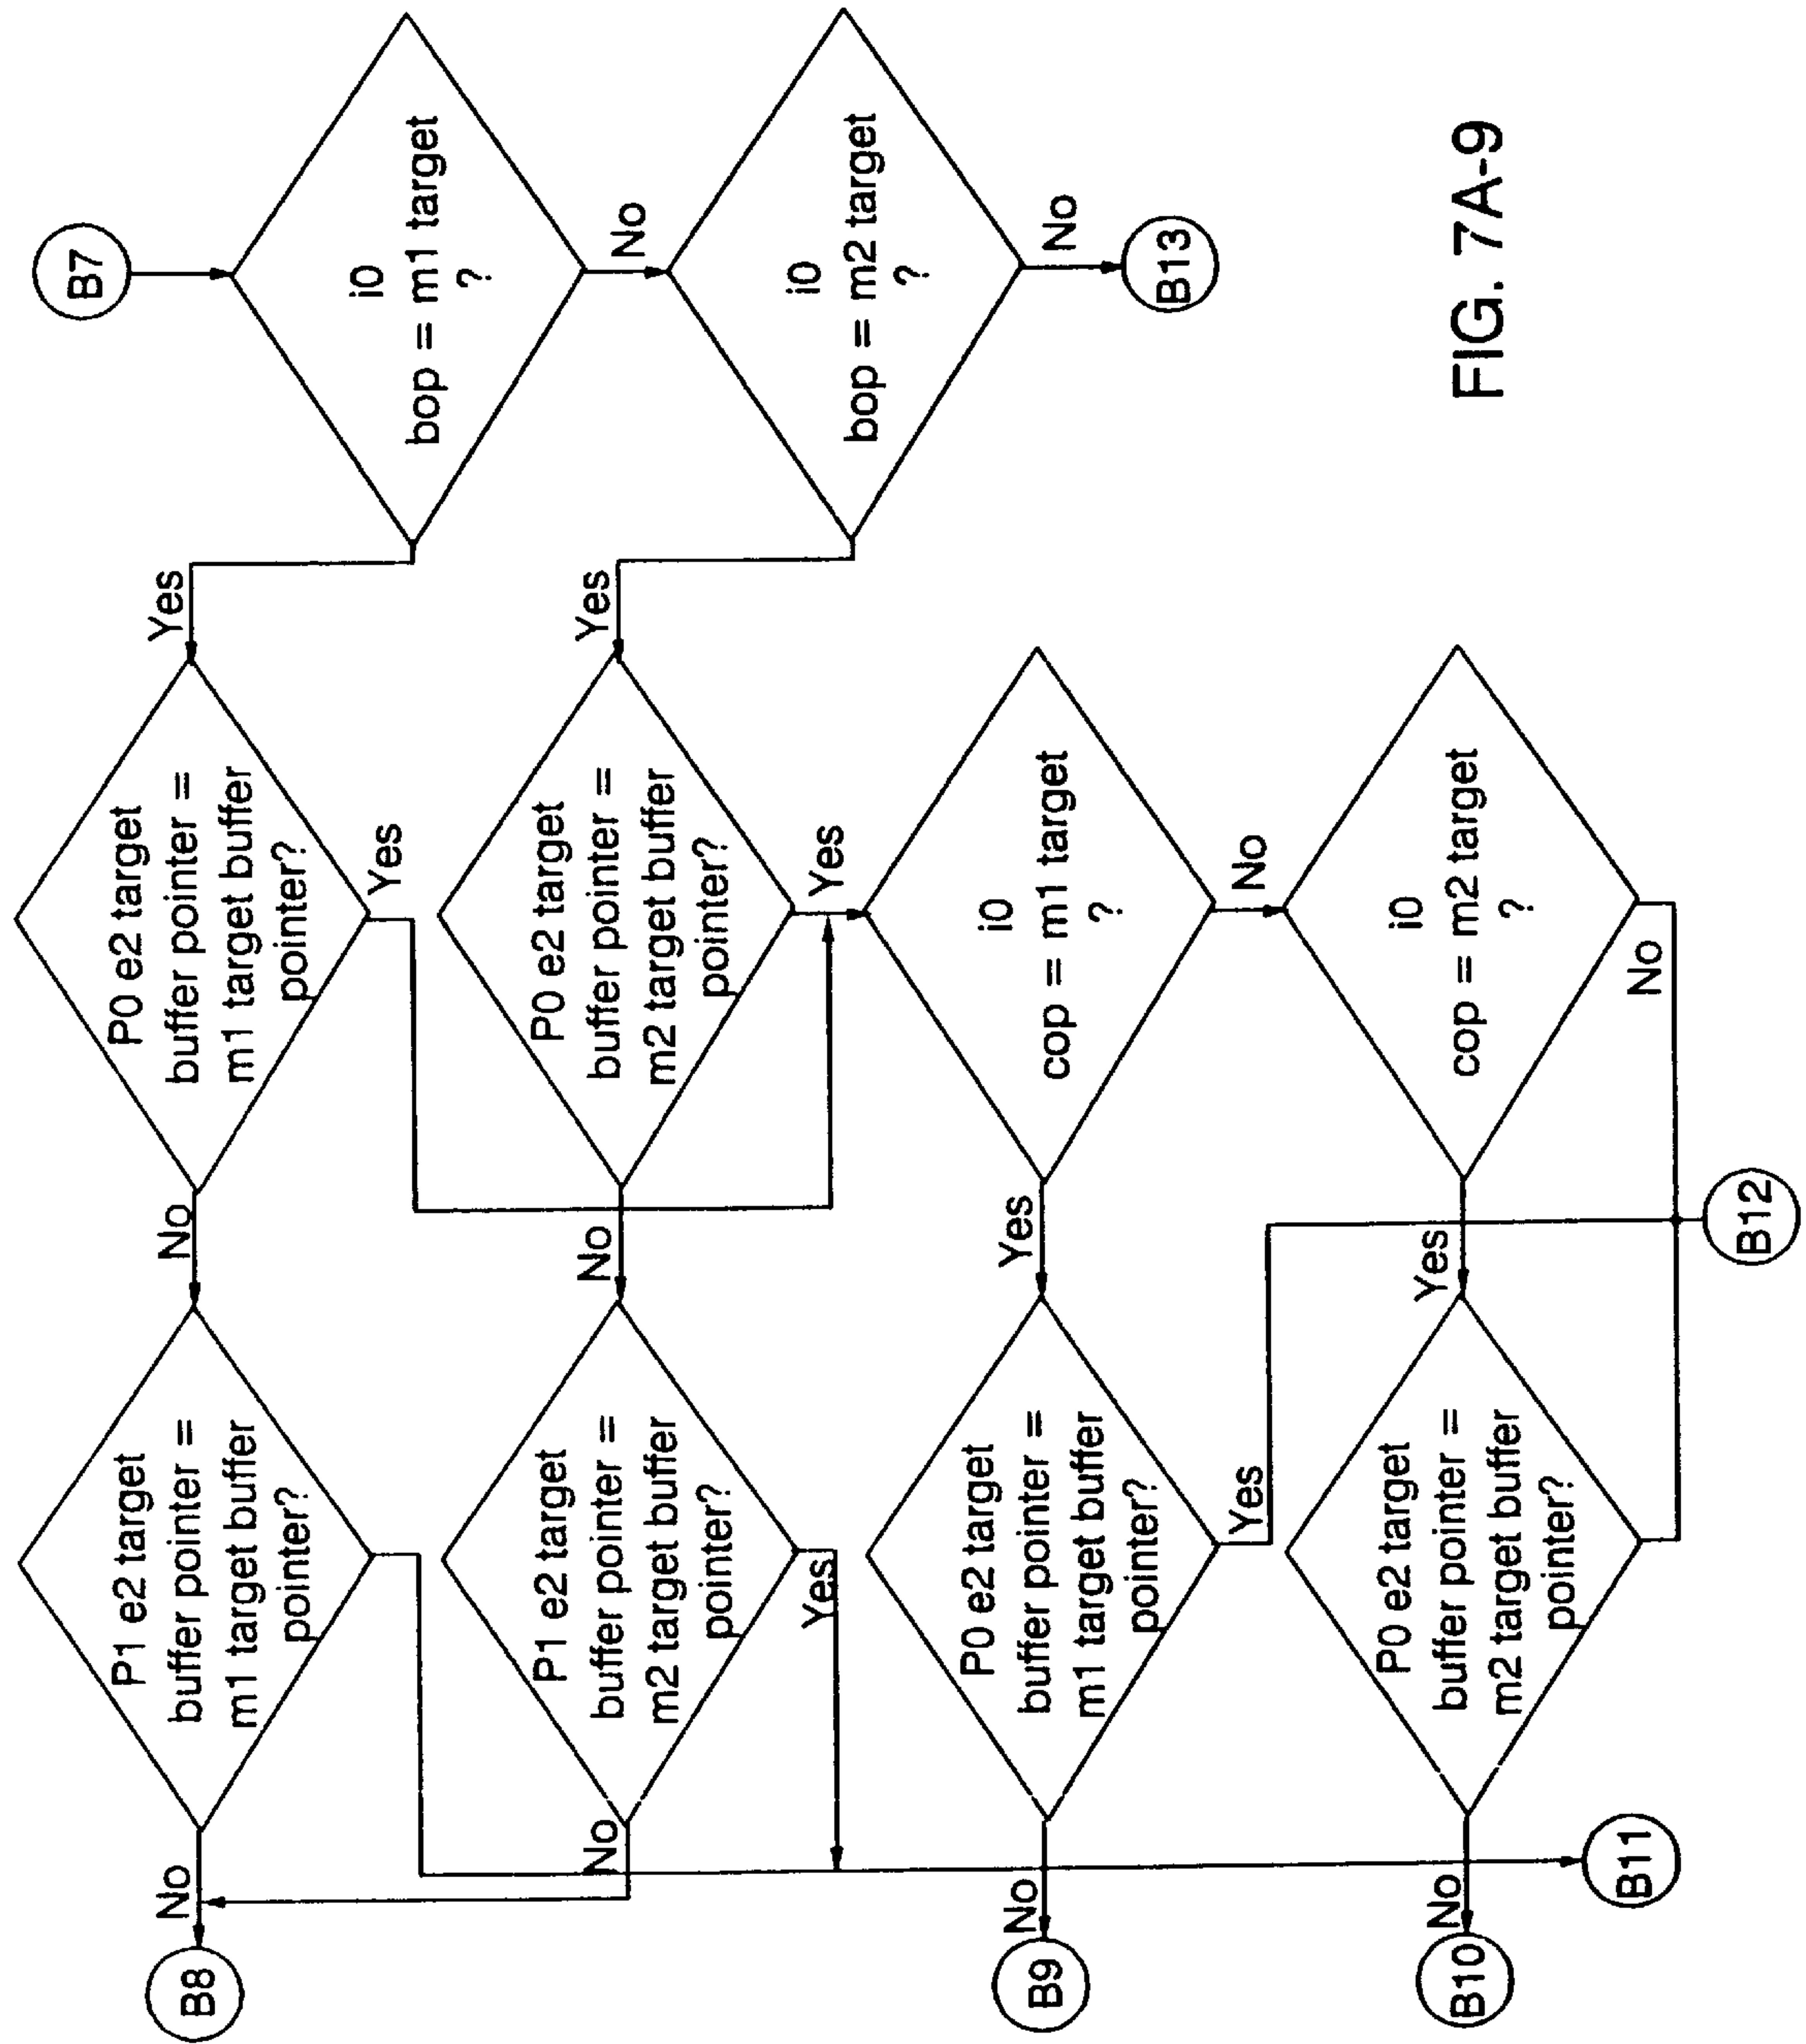 B7
i0
bop = m1 target
?
Yes
No
P0 e2 target
buffer pointer =
m1 target buffer
pointer?
No
Yes
P1 e2 target
buffer pointer =
m1 target buffer
pointer?
No
B8
i0
bop = m2 target
?
Yes
No
B13
P0 e2 target
buffer pointer =
m2 target buffer
pointer?
No
Yes
P1 e2 target
buffer pointer =
m2 target buffer
pointer?
No
Yes
i0
cop = m1 target
?
Yes
No
P0 e2 target
buffer pointer =
m1 target buffer
pointer?
No
Yes
B9
i0
cop = m2 target
?
Yes
No
P0 e2 target
buffer pointer =
m2 target buffer
pointer?
No
B10
B11
B12
FIG. 7A-9